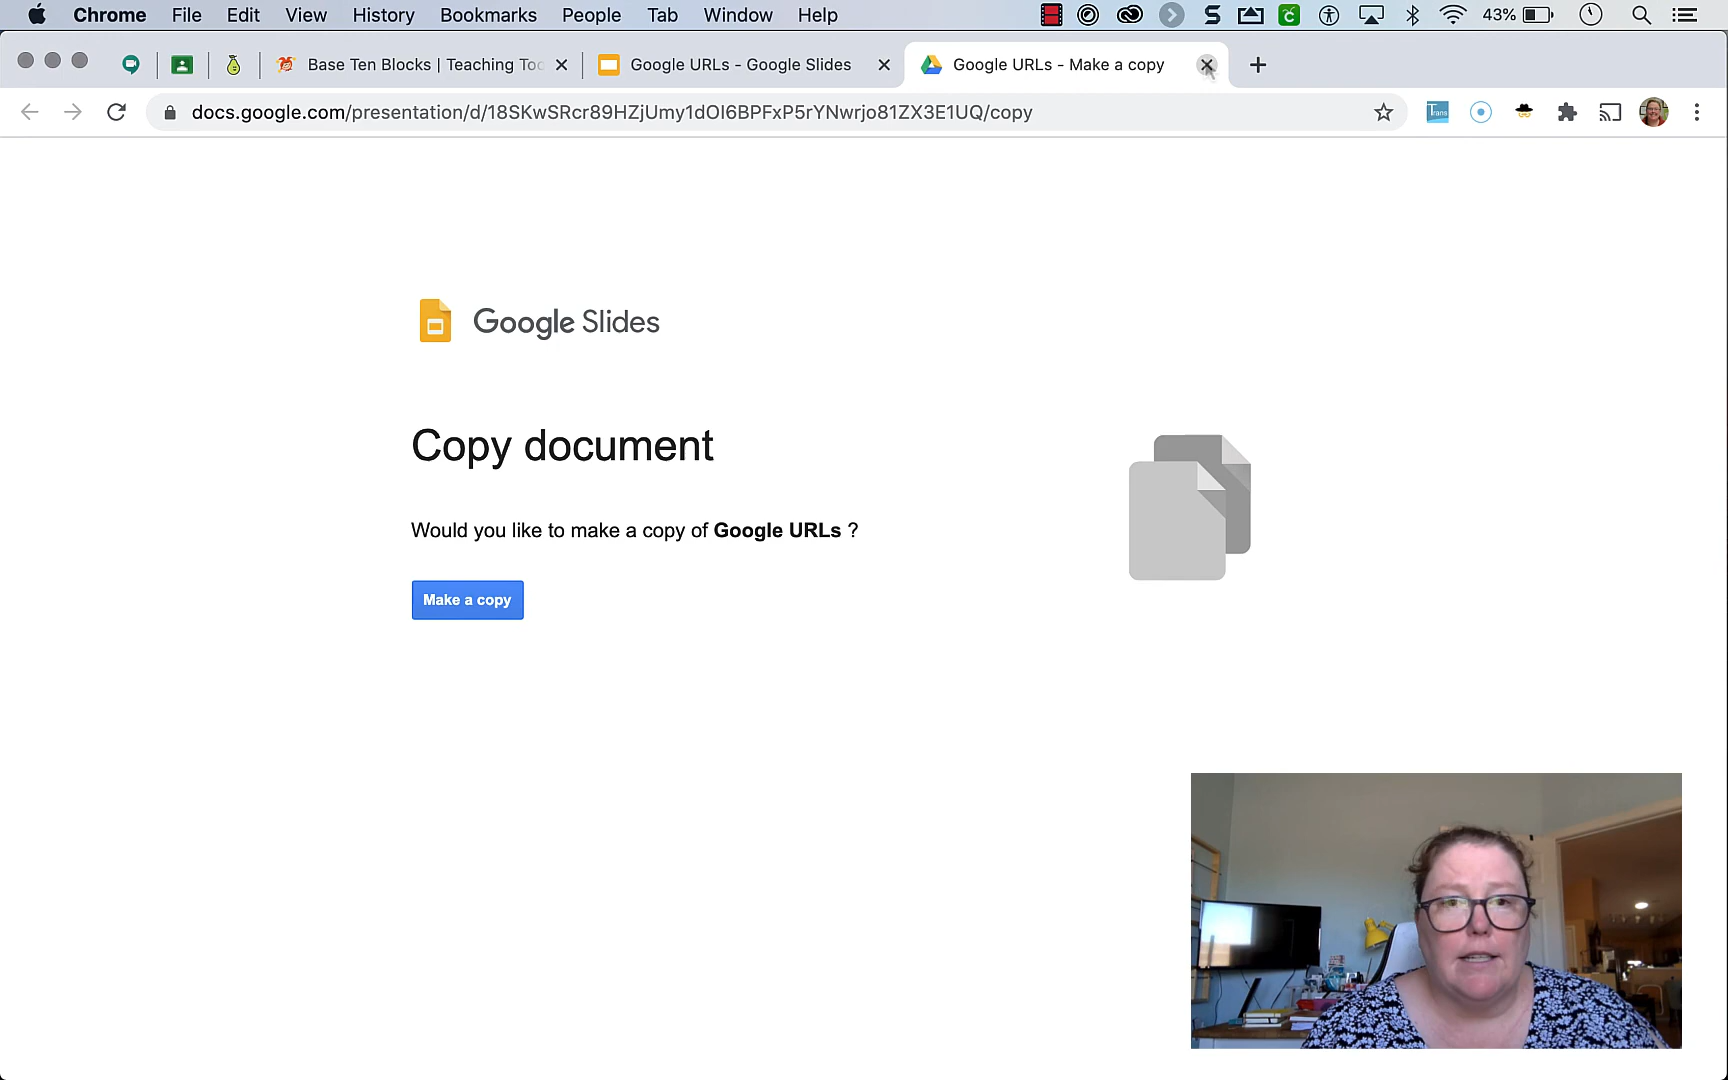 Chrome File Edit View History Bookmarks People Tab Window Help 43%
Base Ten Blocks | Teaching Too
Google URLs - Google Slides
Google URLs - Make a copy
docs.google.com/presentation/d/18SKwSRcr89HZjUmy1dOI6BPFxP5rYNwrjo81ZX3E1UQ/copy
Trans
Google Slides
Copy document
Would you like to make a copy of Google URLs ?
Make a copy